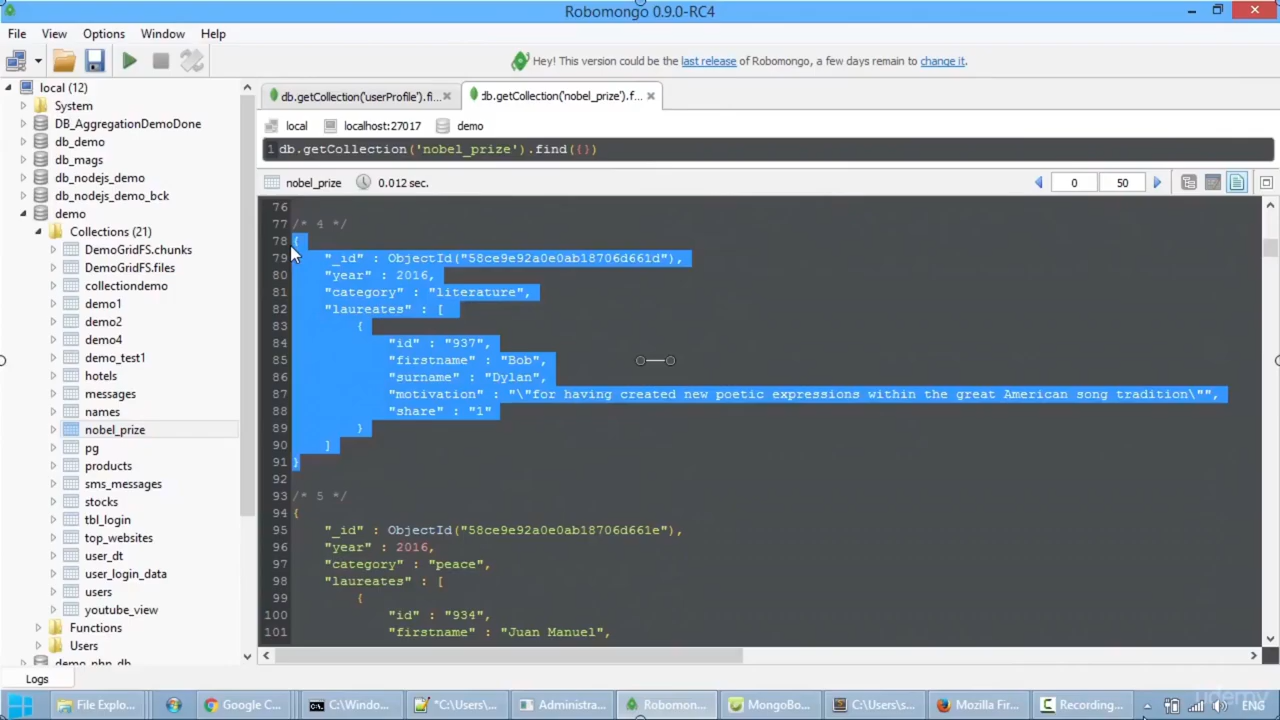 Robomongo 0.9.0-RC4
File View Options Window Help
Hey! This version could be the last release of Robomongo, a few days remain to change it.
local (12)
System
DB_AggregationDemoDone
db_demo
db_mags
db_nodejs_demo
db_nodejs_demo_bck
demo
Collections (21)
DemoGridFS.chunks
DemoGridFS.files
collectiondemo
demo1
demo2
demo4
demo_test1
hotels
messages
names
nobel_prize
pg
products
sms_messages
stocks
tbl_login
top_websites
user_dt
user_login_data
users
youtube_view
Functions
Users
demo_php_db
Logs
db.getCollection('userProfile').fi... db.getCollection('nobel_prize').f...
local localhost:27017 demo
1 db.getCollection('nobel_prize').find({})
nobel_prize 0.012 sec. 0 50
76
77 /* 4 */
78 {
79 "_id" : ObjectId("58ce9e92a0e0ab18706d661d"),
80 "year" : 2016,
81 "category" : "literature",
82 "laureates" : [
83 {
84 "id" : "937",
85 "firstname" : "Bob",
86 "surname" : "Dylan",
87 "motivation" : "\"for having created new poetic expressions within the great American song tradition\"",
88 "share" : "1"
89 }
90 ]
91 }
92
93 /* 5 */
94 {
95 "_id" : ObjectId("58ce9e92a0e0ab18706d661e"),
96 "year" : 2016,
97 "category" : "peace",
98 "laureates" : [
99 {
100 "id" : "934",
101 "firstname" : "Juan Manuel",
File Explo... Google C... C:\Windo... *C:\Users\... Administra... Robomon... MongoBo... C:\Users\s... Mozilla Fir... Recording... ENG
udemy